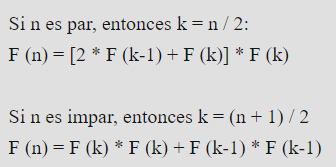 Si n es par, entonces k = n / 2:
F (n) = [2 * F (k-1) + F (k)] * F (k)
Si n es impar, entonces k = (n + 1) / 2
F (n) = F (k) * F (k) + F (k-1) * F (k-1)